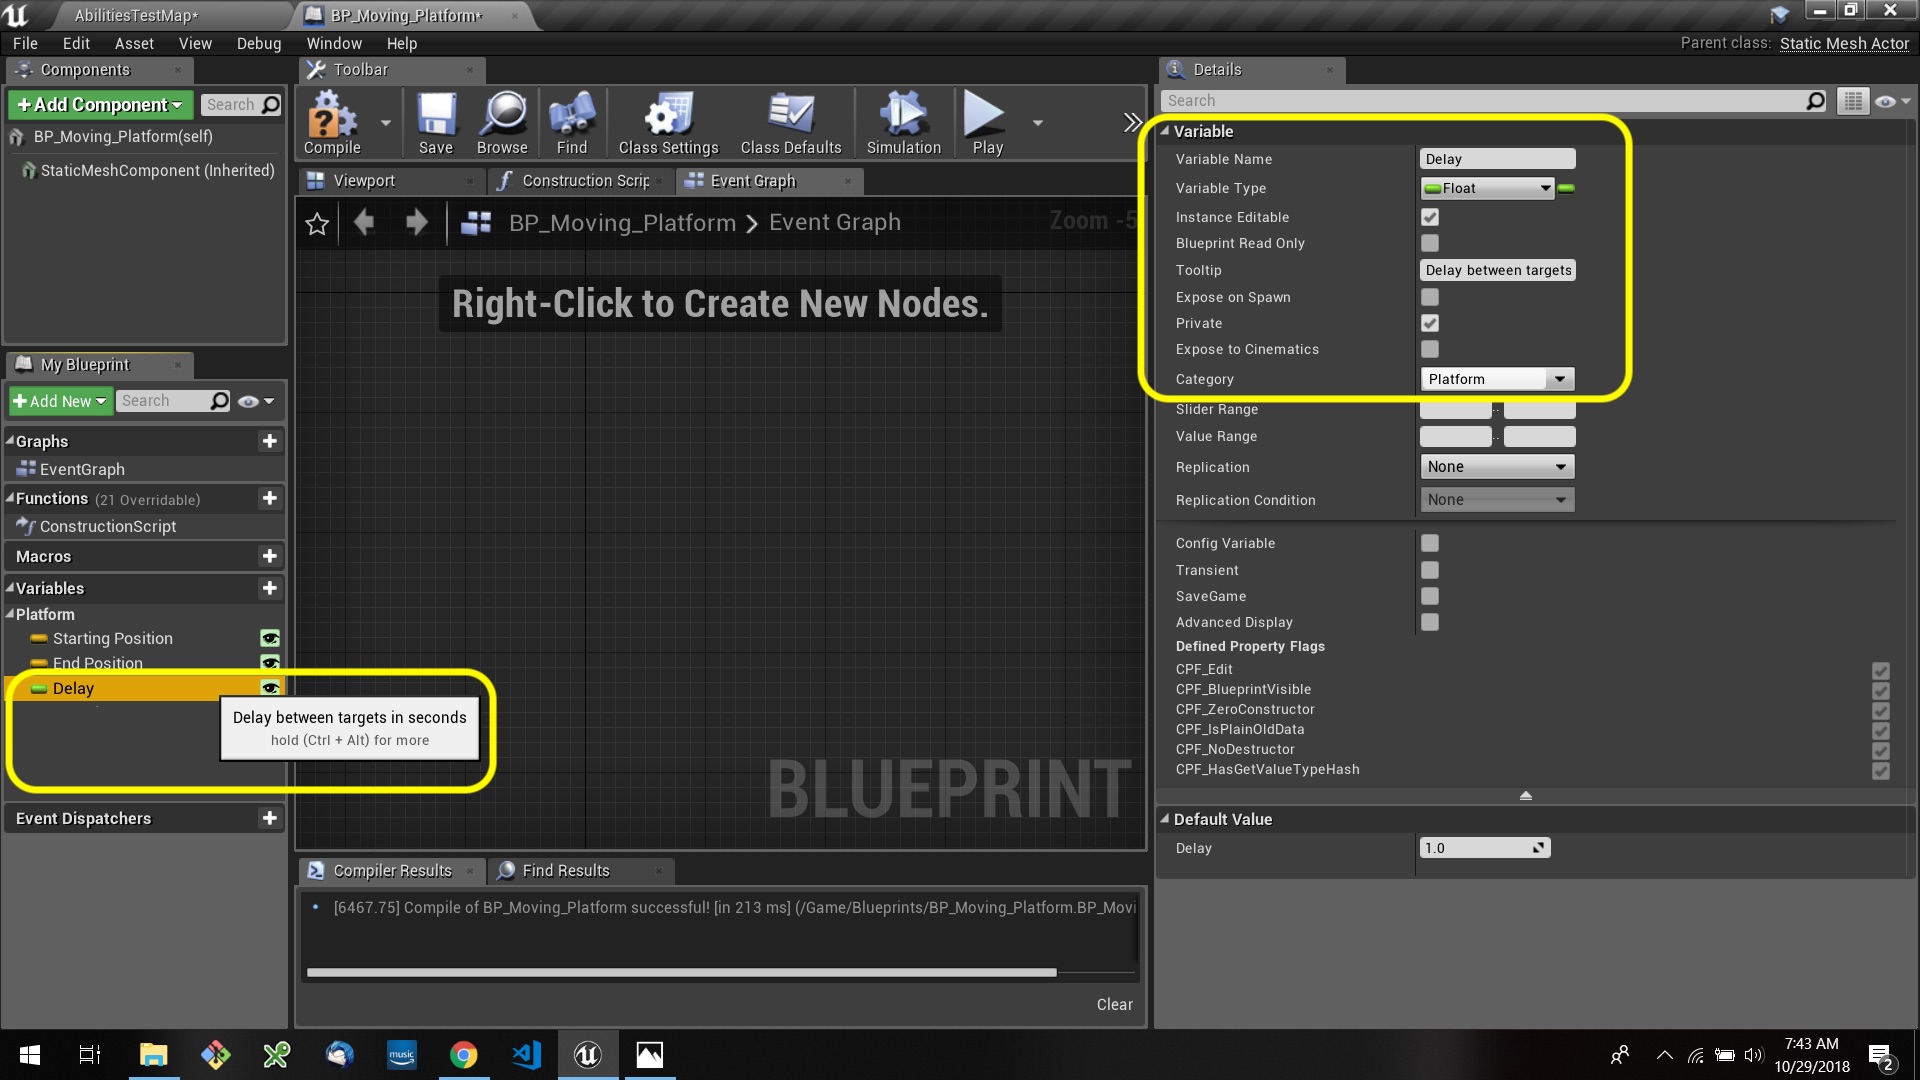 AbilitiesTestMap*
BP_Moving_Platform*
File Edit Asset View Debug Window Help
Parent class: Static Mesh Actor
Components
+Add Component
Search
BP_Moving_Platform(self)
StaticMeshComponent (Inherited)
My Blueprint
+Add New
Search
Graphs
EventGraph
Functions (21 Overridable)
ConstructionScript
Macros
Variables
Platform
Starting Position
End Position
Delay
Delay between targets in seconds
hold (Ctrl + Alt) for more
Event Dispatchers
Toolbar
Compile Save Browse Find Class Settings Class Defaults Simulation Play
Viewport
Construction Scrip
Event Graph
BP_Moving_Platform > Event Graph
Zoom -5
Right-Click to Create New Nodes.
BLUEPRINT
Compiler Results
Find Results
[6467.75] Compile of BP_Moving_Platform successful! [in 213 ms] (/Game/Blueprints/BP_Moving_Platform.BP_Movi
Clear
Details
Search
Variable
Variable Name Delay
Variable Type Float
Instance Editable
Blueprint Read Only
Tooltip Delay between targets
Expose on Spawn
Private
Expose to Cinematics
Category Platform
Slider Range ..
Value Range ..
Replication None
Replication Condition None
Config Variable
Transient
SaveGame
Advanced Display
Defined Property Flags
CPF_Edit
CPF_BlueprintVisible
CPF_ZeroConstructor
CPF_IsPlainOldData
CPF_NoDestructor
CPF_HasGetValueTypeHash
Default Value
Delay 1.0
music
7:43 AM
10/29/2018
2